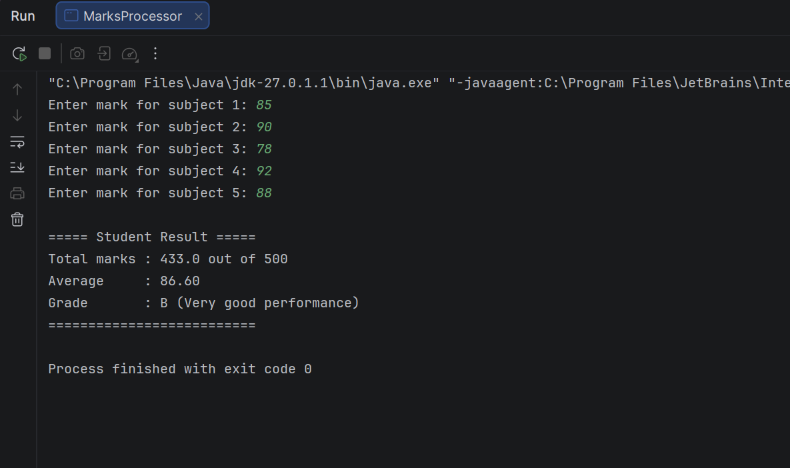 Run MarksProcessor
"C:\Program Files\Java\jdk-27.0.1.1\bin\java.exe" "-javaagent:C:\Program Files\JetBrains\Inte
Enter mark for subject 1: 85
Enter mark for subject 2: 90
Enter mark for subject 3: 78
Enter mark for subject 4: 92
Enter mark for subject 5: 88
===== Student Result =====
Total marks : 433.0 out of 500
Average     : 86.60
Grade       : B (Very good performance)
==========================
Process finished with exit code 0